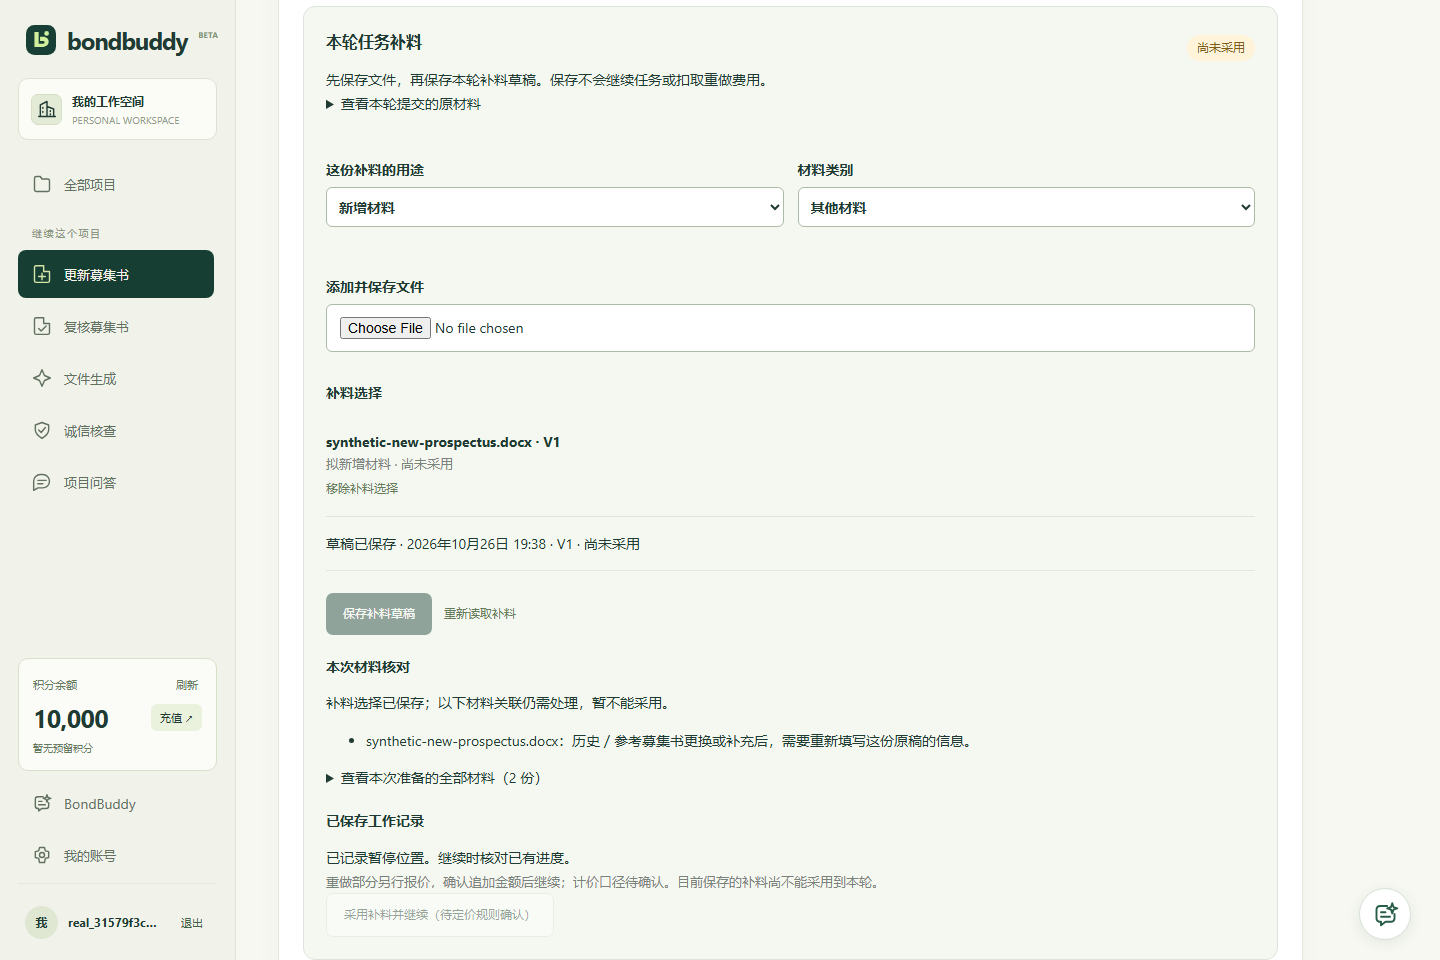 bondbuddy BETA
我的工作空间
PERSONAL WORKSPACE
全部项目
继续这个项目
更新募集书
复核募集书
文件生成
诚信核查
项目问答
积分余额 刷新
10,000 充值↗
暂无预留积分
BondBuddy
我的账号
我 real_31579f3c... 退出
本轮任务补料
尚未采用
先保存文件，再保存本轮补料草稿。保存不会继续任务或扣取重做费用。
▶ 查看本轮提交的原材料
这份补料的用途 材料类别
新增材料 其他材料
添加并保存文件
Choose File No file chosen
补料选择
synthetic-new-prospectus.docx · V1
拟新增材料 · 尚未采用
移除补料选择
草稿已保存 · 2026年10月26日 19:38 · V1 · 尚未采用
保存补料草稿 重新读取补料
本次材料核对
补料选择已保存；以下材料关联仍需处理，暂不能采用。
• synthetic-new-prospectus.docx：历史 / 参考募集书更换或补充后，需要重新填写这份原稿的信息。
▶ 查看本次准备的全部材料（2 份）
已保存工作记录
已记录暂停位置。继续时核对已有进度。
重做部分另行报价，确认追加金额后继续；计价口径待确认。目前保存的补料尚不能采用到本轮。
采用补料并继续（待定价规则确认）